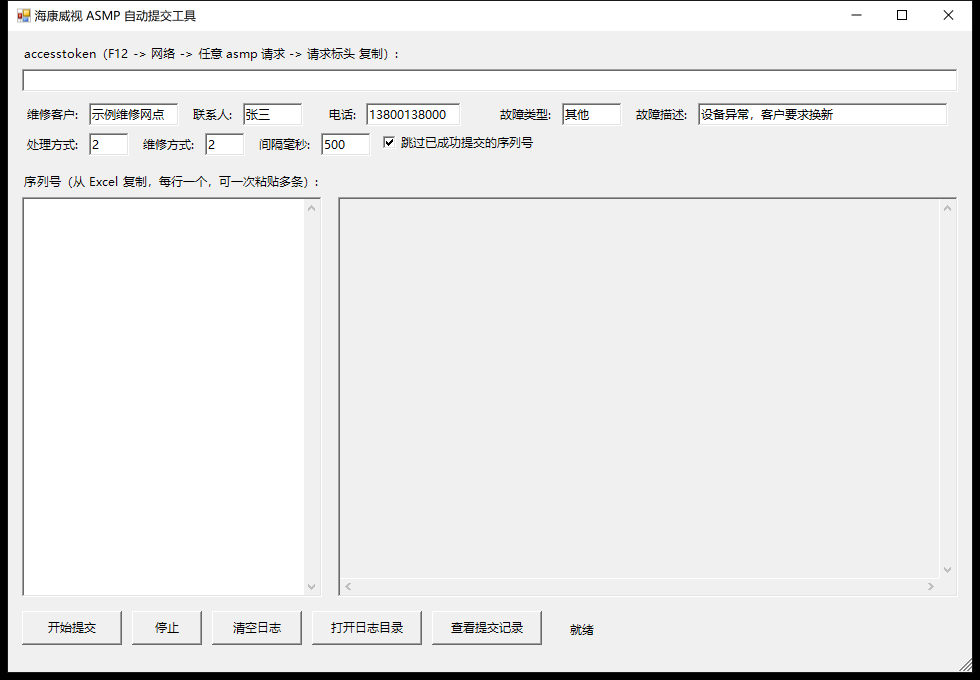 海康威视 ASMP 自动提交工具
accesstoken（F12 -> 网络 -> 任意 asmp 请求 -> 请求标头 复制）:
维修客户: 示例维修网点 联系人: 张三 电话: 13800138000 故障类型: 其他 故障描述: 设备异常，客户要求换新
处理方式: 2 维修方式: 2 间隔毫秒: 500 跳过已成功提交的序列号
序列号（从 Excel 复制，每行一个，可一次粘贴多条）:
开始提交 停止 清空日志 打开日志目录 查看提交记录 就绪